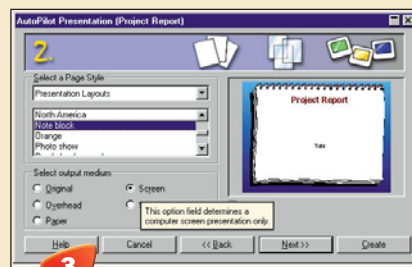 AutoPilot Presentation (Project Report)
2.
Select a Page Style
Presentation Layouts
North America
Note block
Orange
Photo show
Project Report
Select output medium
Original
Screen
Overhead
Paper
This option field determines a
computer screen presentation only.
Help
Cancel
<< Back
Next >>
Create
3